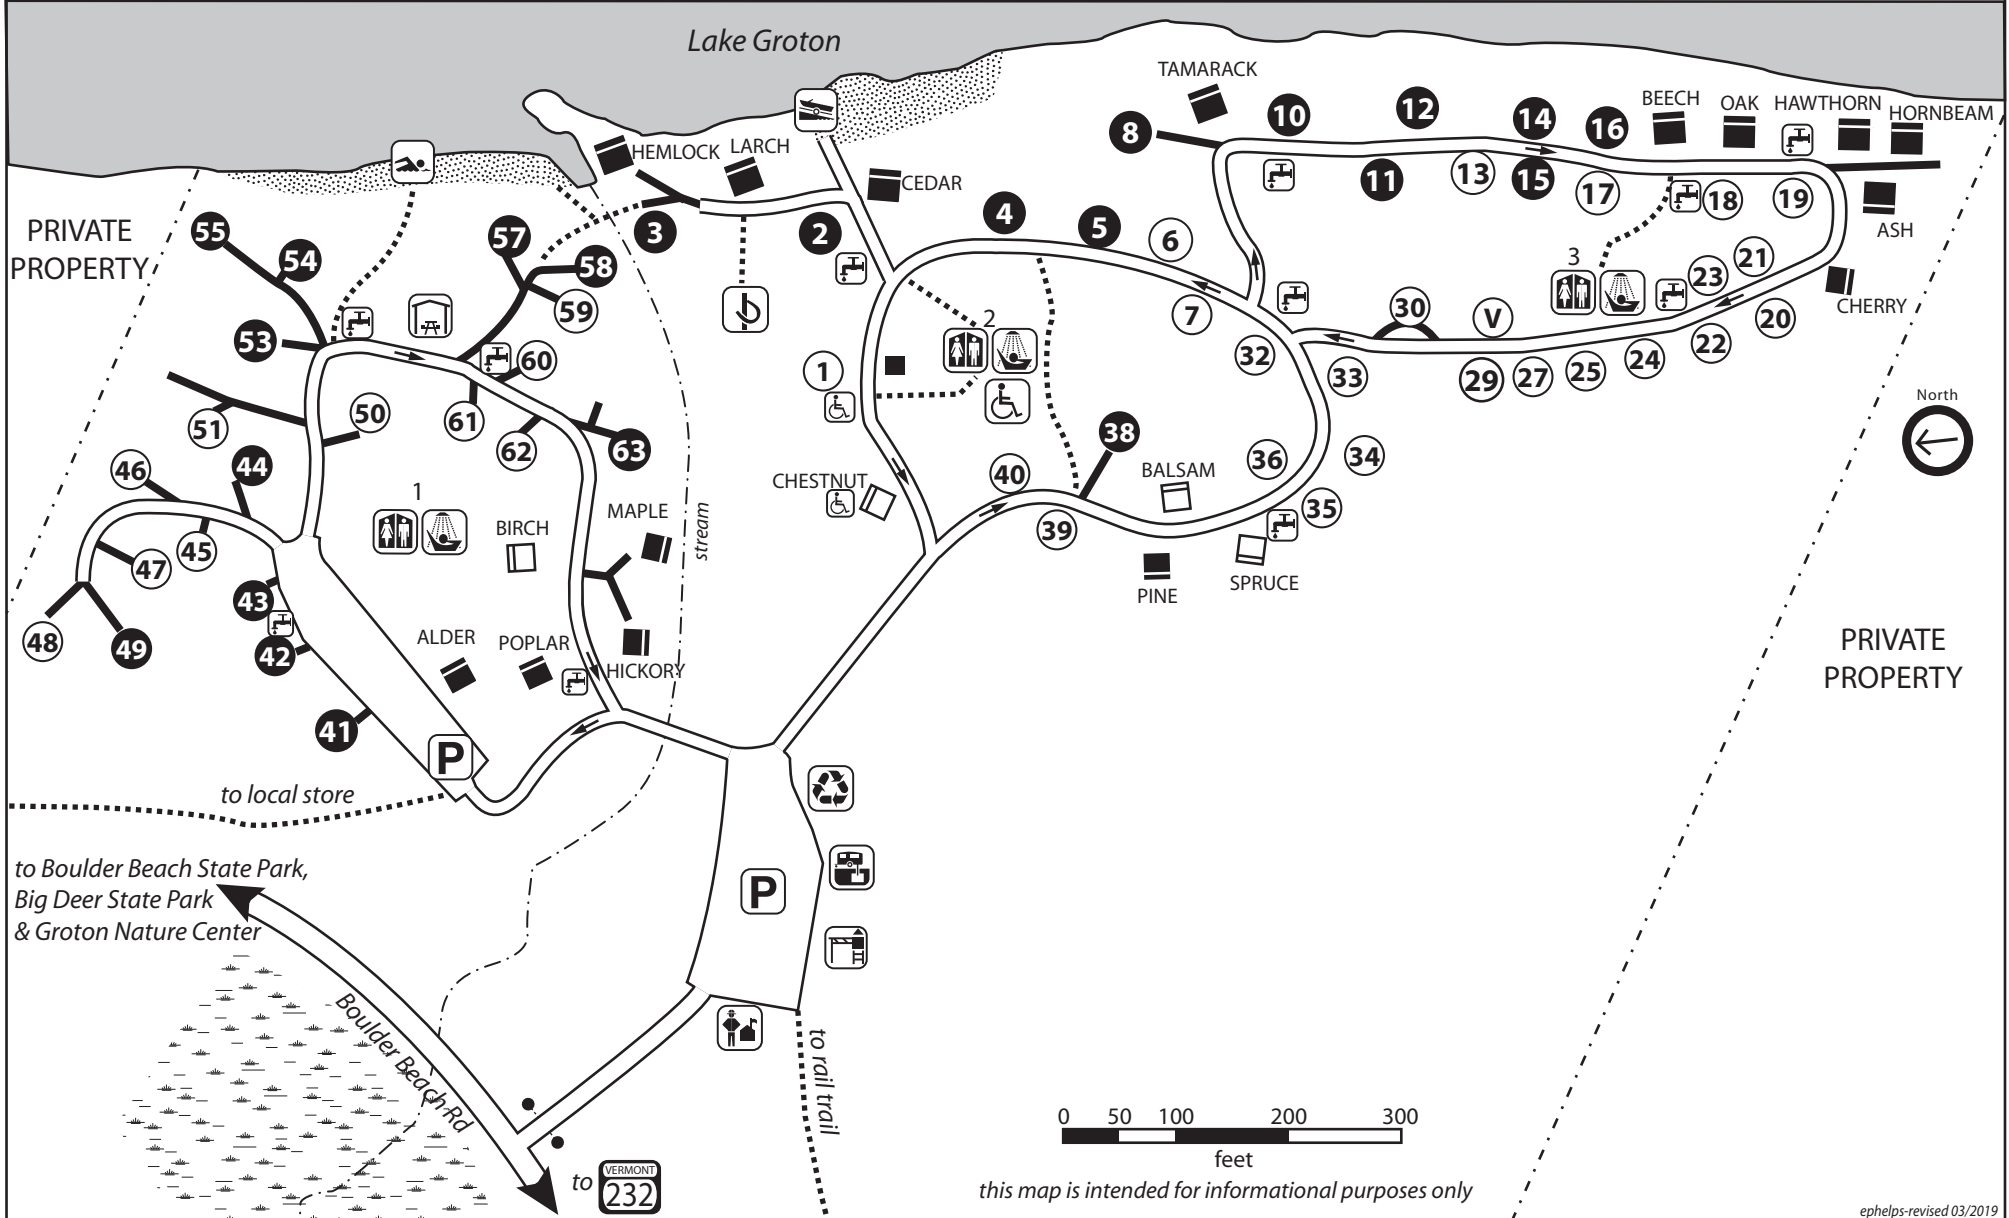 Lake Groton
TAMARACK
BEECH
OAK
HAWTHORN
HORNBEAM
8
10
12
14
16
HEMLOCK
LARCH
CEDAR
11
13
15
17
18
19
ASH
PRIVATE
PROPERTY
55
54
57
58
59
3
2
4
5
6
7
3
23
21
20
CHERRY
53
60
1
2
32
30
V
33
29
27
25
24
22
North
51
50
61
62
63
38
46
44
1
40
BALSAM
36
34
CHESTNUT
35
39
45
47
BIRCH
MAPLE
stream
PINE
SPRUCE
43
48
49
42
ALDER
POPLAR
HICKORY
PRIVATE
PROPERTY
41
P
to local store
to Boulder Beach State Park,
Big Deer State Park
& Groton Nature Center
P
Boulder Beach Rd
to rail trail
0 50 100 200 300
feet
to
VERMONT
232
this map is intended for informational purposes only
ephelps-revised 03/2019